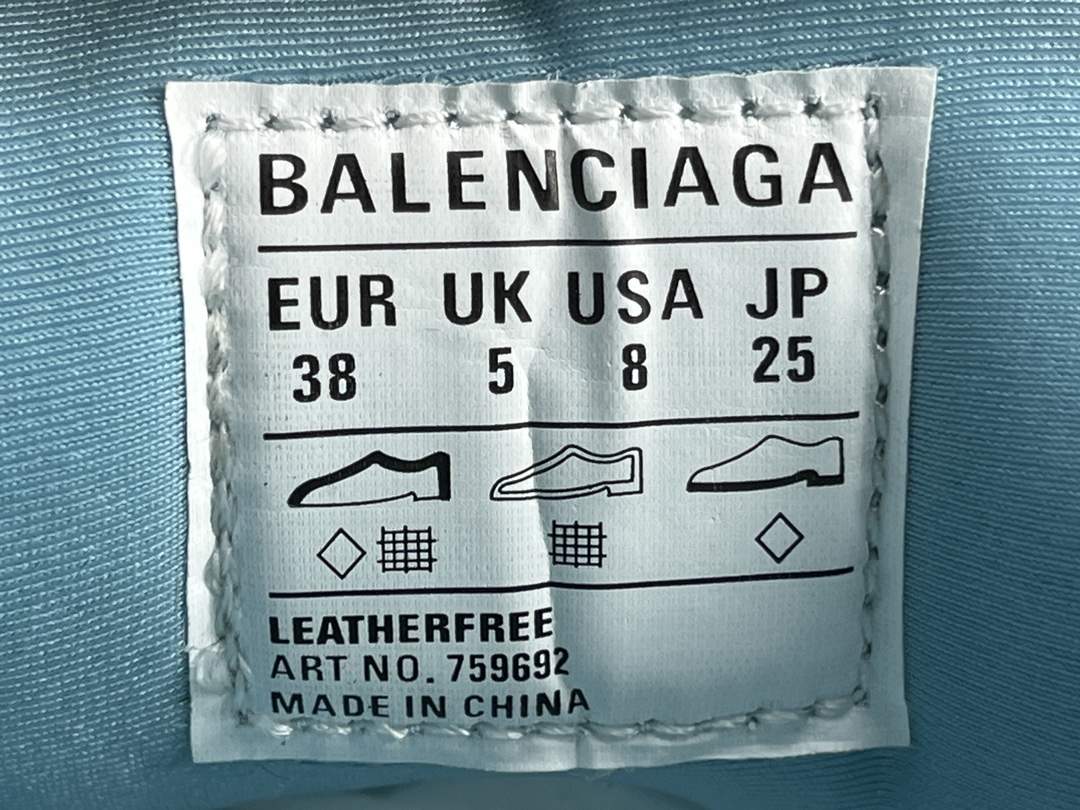 BALENCIAGA
EUR UK USA JP
38 5 8 25
LEATHERFREE
ART NO. 759692
MADE IN CHINA